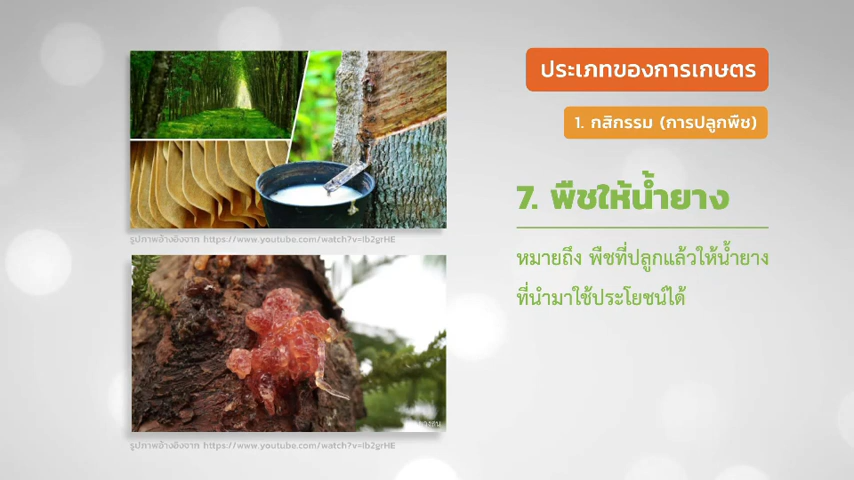 ประเภทของการเกษตร
1. กสิกรรม (การปลูกพืช)
7. พืชให้น้ำยาง
หมายถึง พืชที่ปลูกแล้วให้น้ำยาง
ที่นำมาใช้ประโยชน์ได้
รูปภาพอ้างอิงจาก https://www.youtube.com/watch?v=Ib2grHE
รูปภาพอ้างอิงจาก https://www.youtube.com/watch?v=Ib2grHE